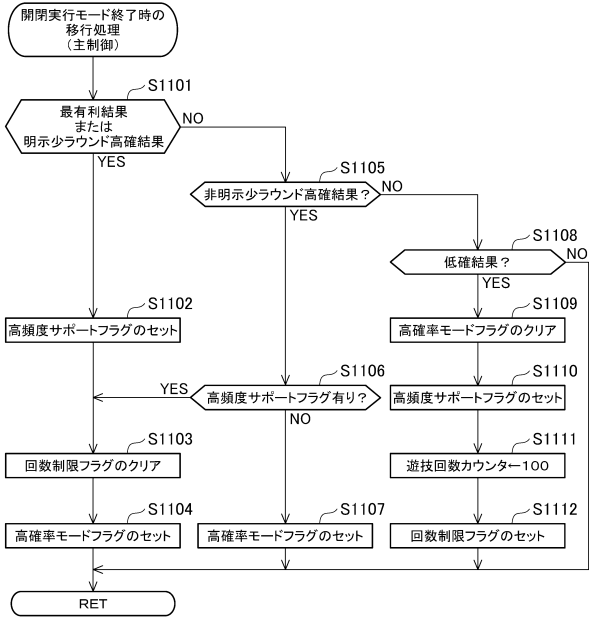 開閉実行モード終了時の
移行処理
（主制御）
S1101
最有利結果
または
明示少ラウンド高確結果
NO
YES
S1105
非明示少ラウンド高確結果？
NO
YES
S1108
低確結果？
NO
YES
S1102
高頻度サポートフラグのセット
S1109
高確率モードフラグのクリア
S1106
高頻度サポートフラグ有り？
YES
NO
S1110
高頻度サポートフラグのセット
S1103
回数制限フラグのクリア
S1111
遊技回数カウンタ←100
S1104
高確率モードフラグのセット
S1107
高確率モードフラグのセット
S1112
回数制限フラグのセット
RET